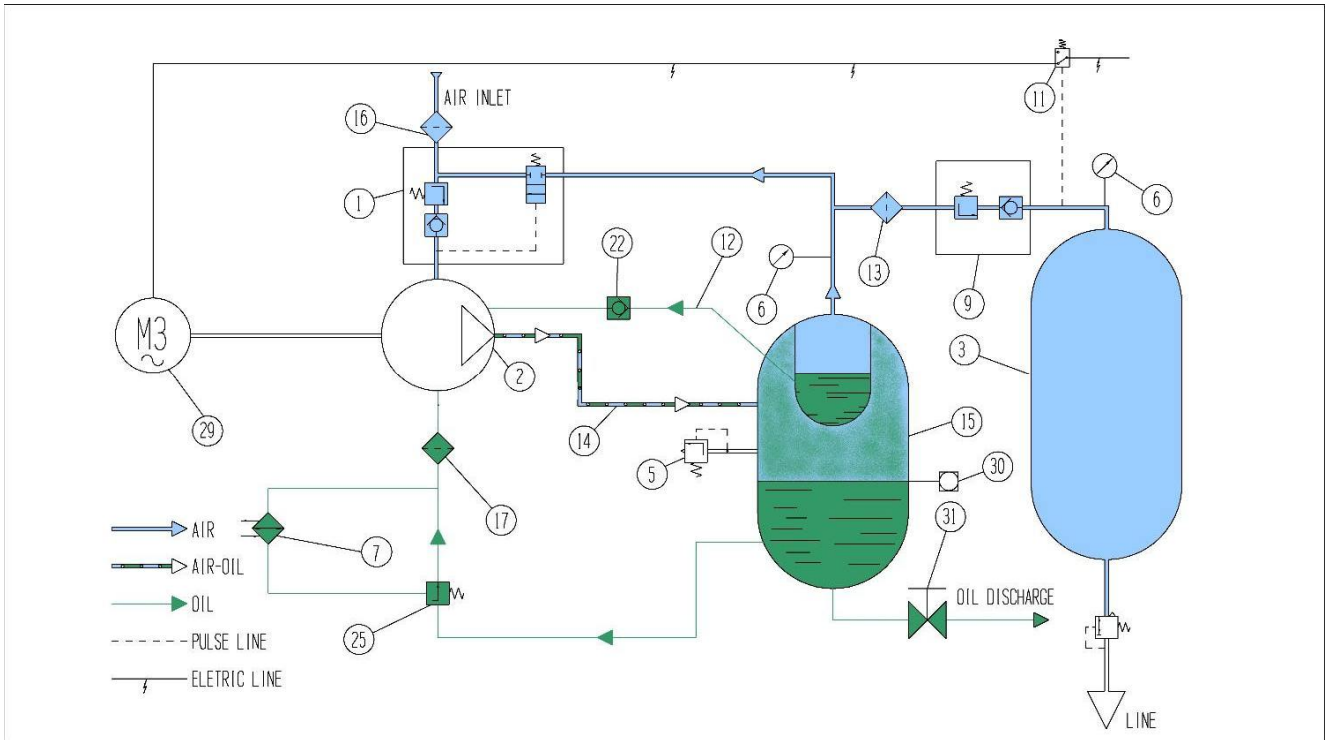 11
AIR INLET
16
1
6
22
12
6
13
9
M3
~
2
3
29
14
15
5
30
17
31
AIR
7
AIR-OIL
OIL
OIL DISCHARGE
25
PULSE LINE
ELETRIC LINE
LINE